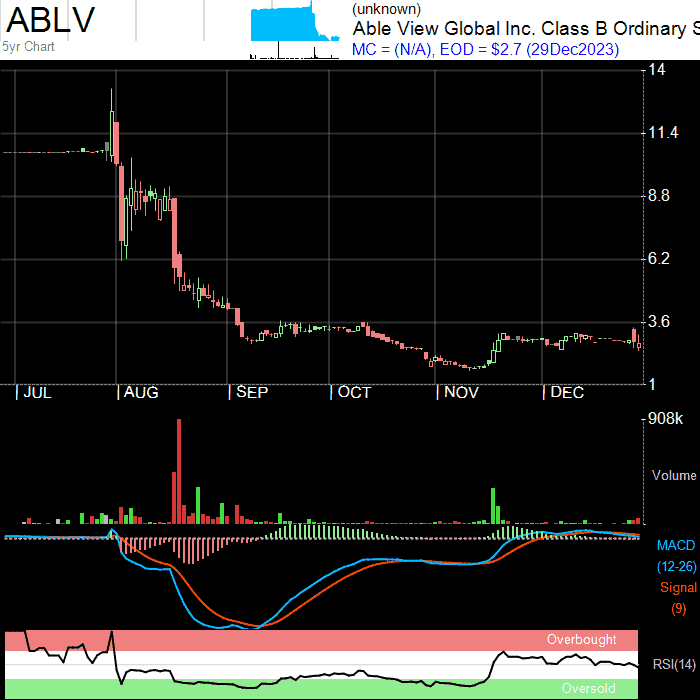 ABLV
5yr Chart
(unknown)
Able View Global Inc. Class B Ordinary S
MC = (N/A), EOD = $2.7 (29Dec2023)
14
11.4
8.8
6.2
3.6
1
JUL AUG SEP OCT NOV DEC
908k
Volume
MACD
(12-26)
Signal
(9)
Overbought
RSI(14)
Oversold